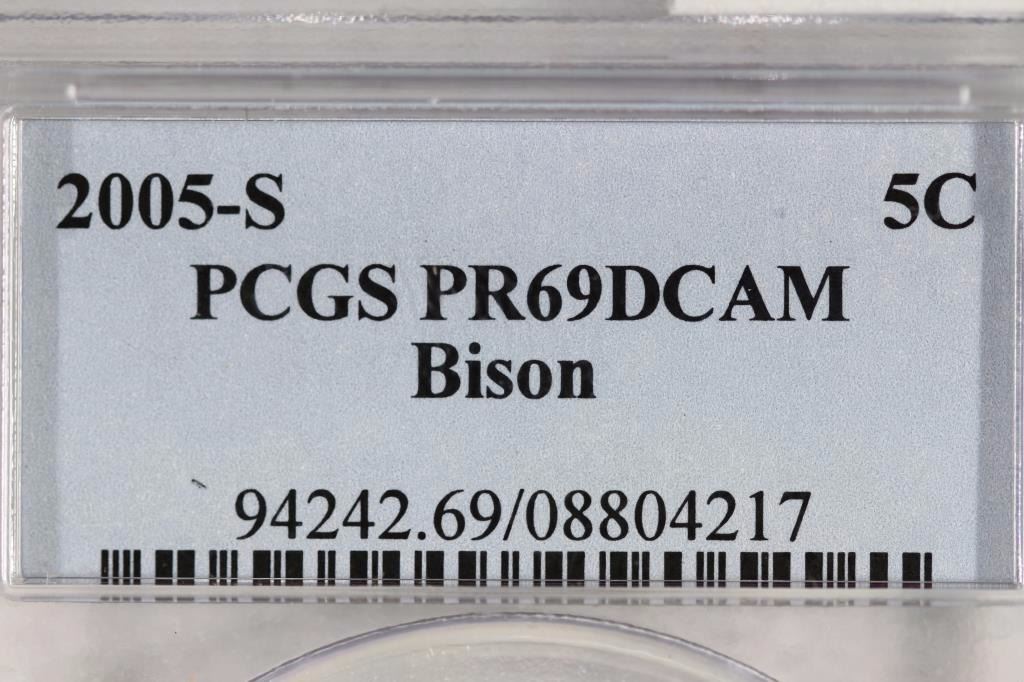 2005-S 5C
PCGS PR69DCAM
Bison
94242.69/08804217